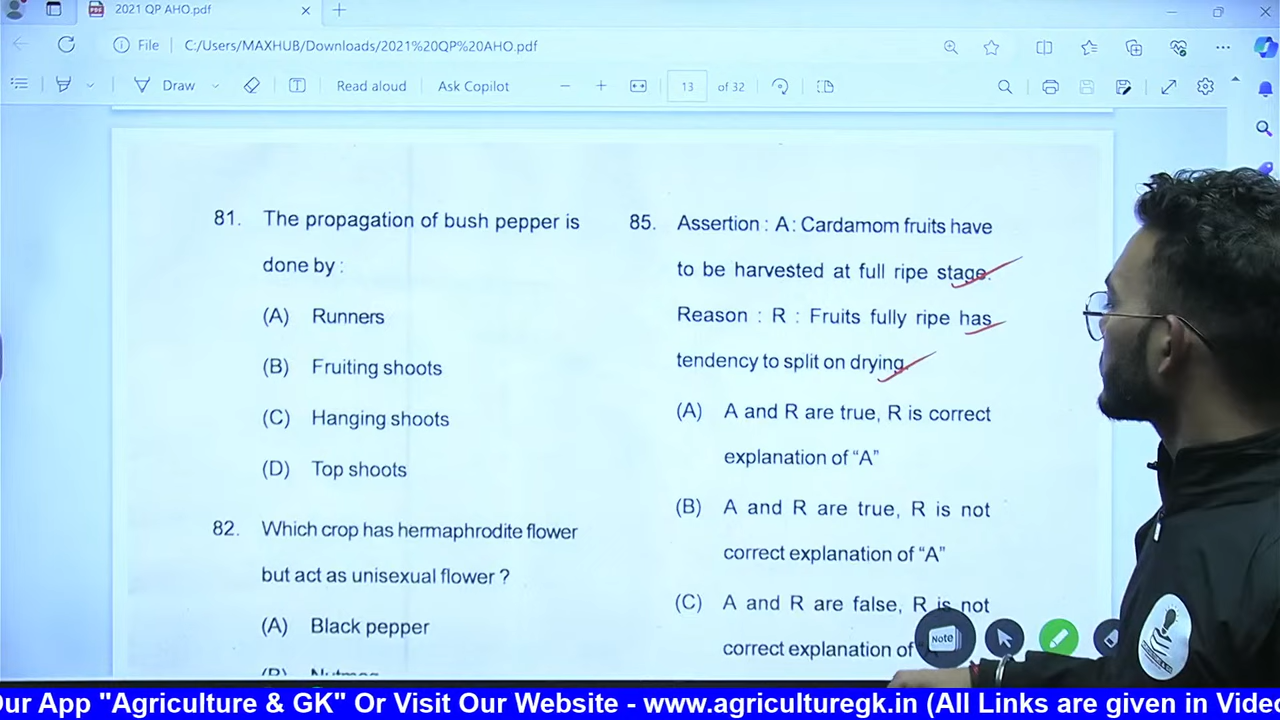 2021 QP AHO.pdf
File
C:/Users/MAXHUB/Downloads/2021%20QP%20AHO.pdf
Draw
Read aloud
Ask Copilot
13
of 32
81. The propagation of bush pepper is
done by :
(A) Runners
(B) Fruiting shoots
(C) Hanging shoots
(D) Top shoots
82. Which crop has hermaphrodite flower
but act as unisexual flower ?
(A) Black pepper
(B) Nutmeg
85. Assertion : A : Cardamom fruits have
to be harvested at full ripe stage.
Reason : R : Fruits fully ripe has
tendency to split on drying.
(A) A and R are true, R is correct
explanation of “A”
(B) A and R are true, R is not
correct explanation of “A”
(C) A and R are false, R is not
correct explanation of
Note
Our App "Agriculture & GK" Or Visit Our Website - www.agriculturegk.in (All Links are given in Video